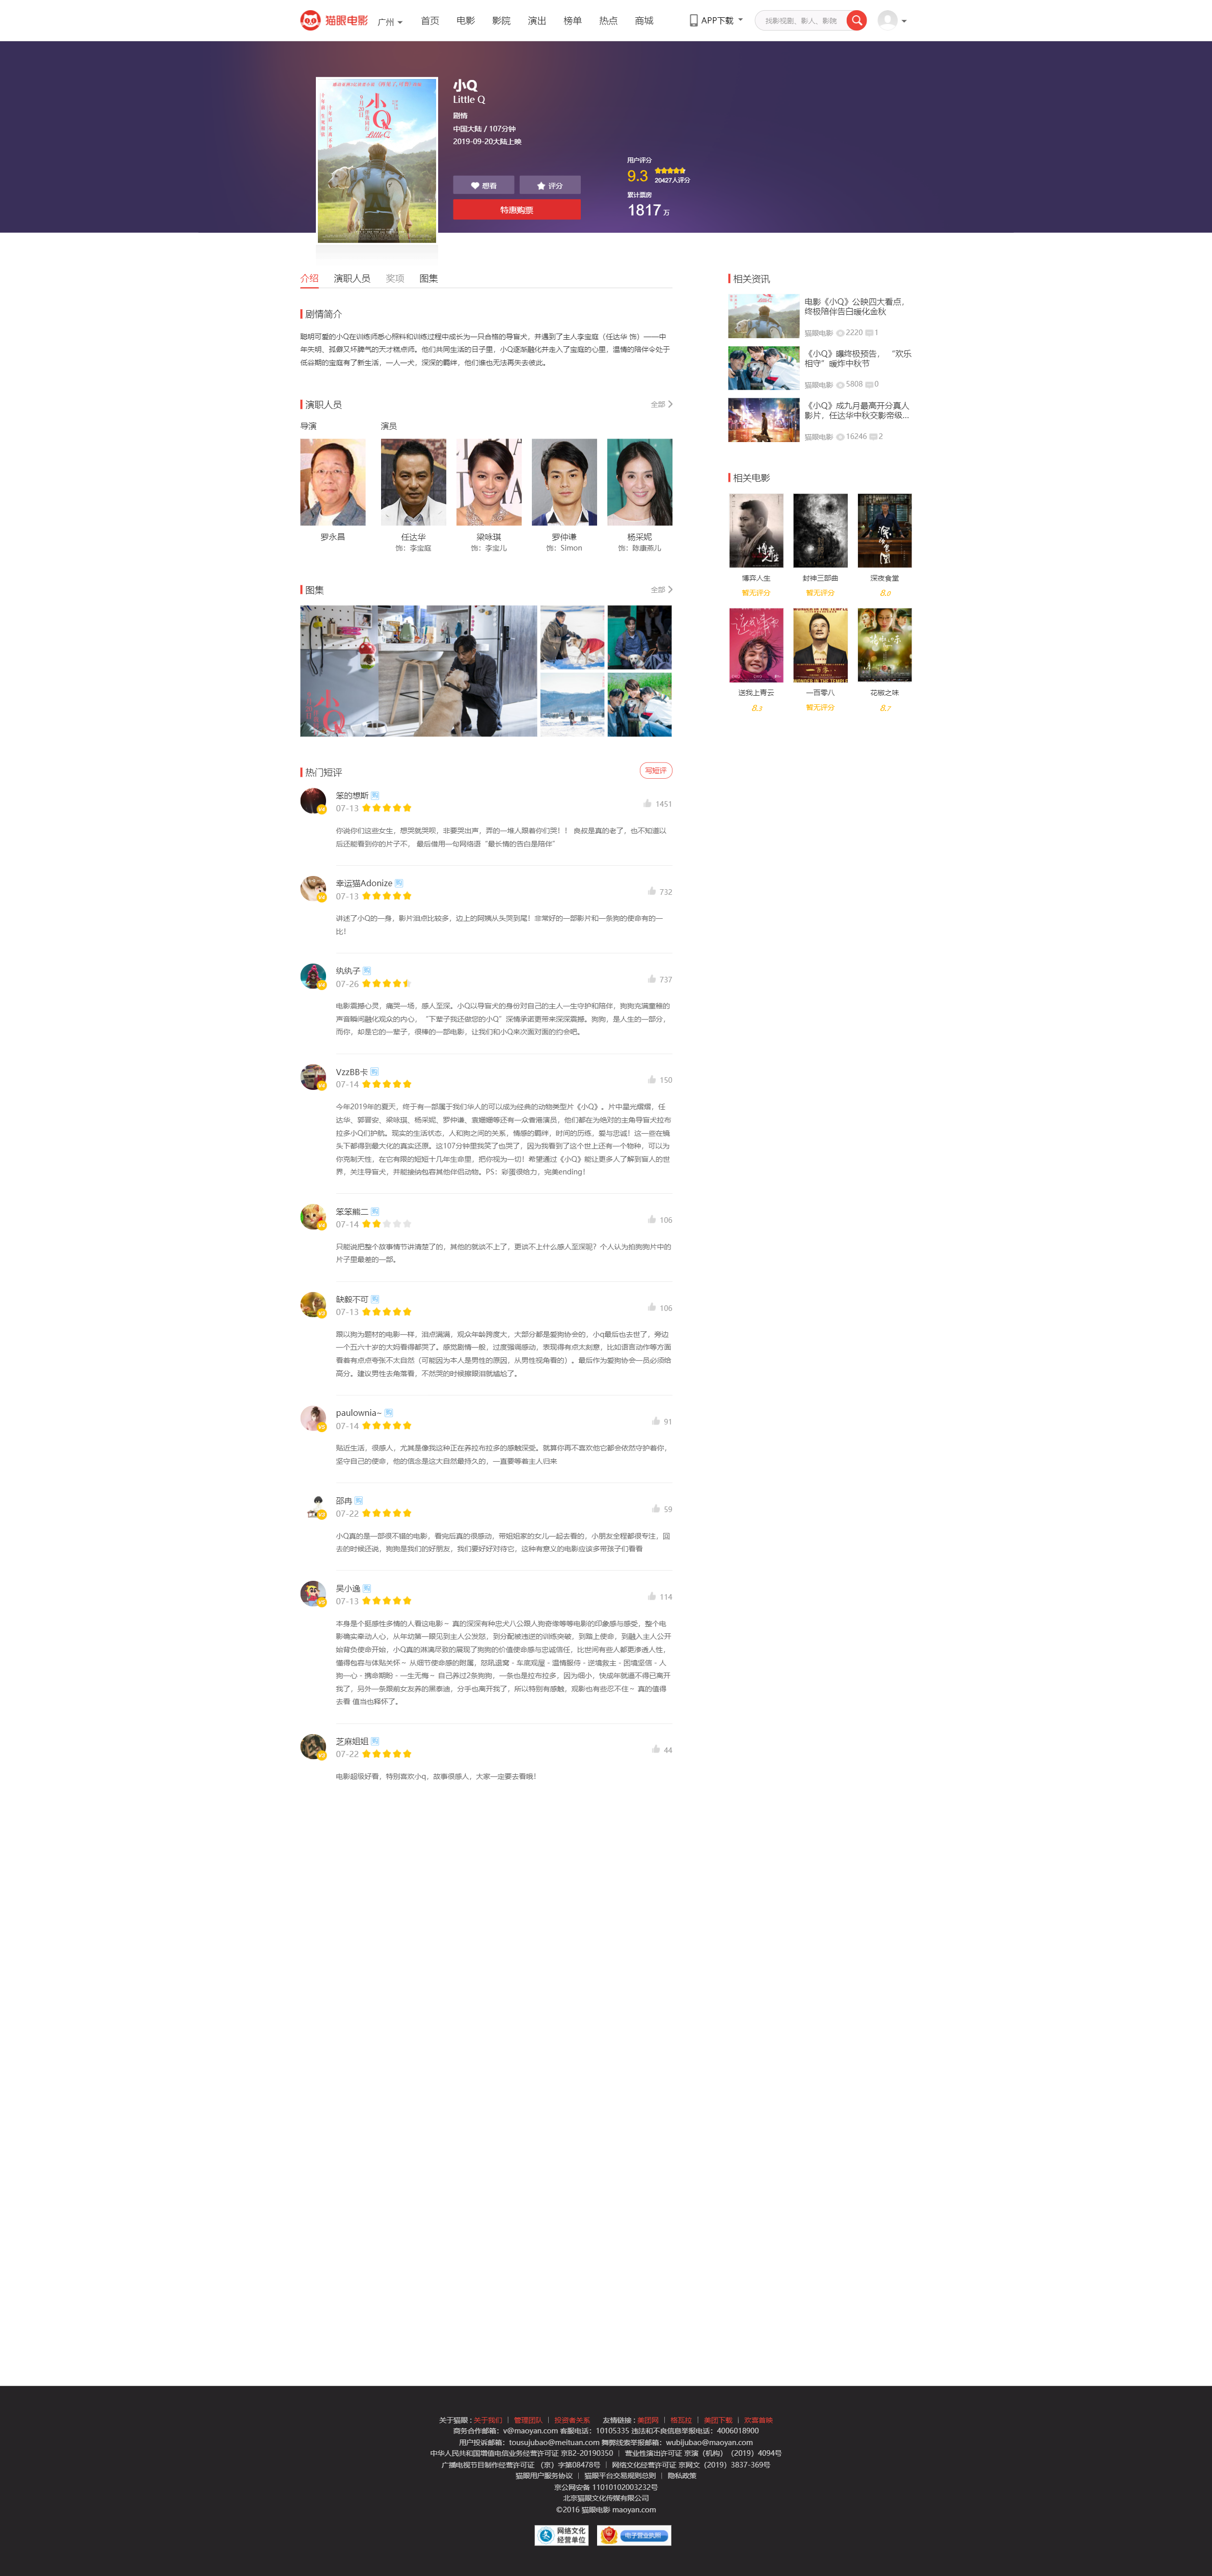 猫眼电影
广州
首页
电影
影院
演出
榜单
热点
商城
APP下载
找影视剧、影人、影院
小Q
Little Q
剧情
中国大陆 / 107分钟
2019-09-20大陆上映
想看
评分
特惠购票
用户评分
9.3
20427人评分
累计票房
1817 万
介绍
演职人员
奖项
图集
剧情简介
聪明可爱的小Q在训练师悉心照料和训练过程中成长为一只合格的导盲犬，并遇到了主人李宝庭（任达华 饰）——中
年失明、孤僻又坏脾气的天才糕点师。他们共同生活的日子里，小Q逐渐融化并走入了宝庭的心里，温情的陪伴令处于
低谷期的宝庭有了新生活，一人一犬，深深的羁绊，他们谁也无法再失去彼此。
演职人员
全部
导演
演员
罗永昌
任达华
饰：李宝庭
梁咏琪
饰：李宝儿
罗仲谦
饰：Simon
杨采妮
饰：陈康燕儿
图集
全部
热门短评
写短评
笨的想斯 购
07-13
1451
你说你们这些女生，想哭就哭呗，非要哭出声，弄的一堆人跟着你们哭！！ 良叔是真的老了，也不知道以
后还能看到你的片子不， 最后借用一句网络语“最长情的告白是陪伴”
幸运猫Adonize 购
07-13
732
讲述了小Q的一身，影片泪点比较多，边上的阿姨从头哭到尾！非常好的一部影片和一条狗的使命有的一
比！
纨纨子 购
07-26
737
电影震撼心灵，痛哭一场，感人至深。小Q以导盲犬的身份对自己的主人一生守护和陪伴，狗狗充满童稚的
声音瞬间融化观众的内心，“下辈子我还做您的小Q”深情承诺更带来深深震撼。狗狗，是人生的一部分，
而你，却是它的一辈子，很棒的一部电影，让我们和小Q来次面对面的约会吧。
VzzBB卡 购
07-14
150
今年2019年的夏天，终于有一部属于我们华人的可以成为经典的动物类型片《小Q》。片中星光熠熠，任
达华、郭晋安、梁咏琪、杨采妮、罗仲谦、袁姗姗等还有一众香港演员，他们都在为绝对的主角导盲犬拉布
拉多小Q们护航。现实的生活状态，人和狗之间的关系，情感的羁绊，时间的历练，爱与忠诚！这一些在镜
头下都得到最大化的真实还原。这107分钟里我笑了也哭了，因为我看到了这个世上还有一个物种，可以为
你克制天性，在它有限的短短十几年生命里，把你视为一切！希望通过《小Q》能让更多人了解到盲人的世
界，关注导盲犬，并能接纳包容其他伴侣动物。PS：彩蛋很给力，完美ending！
笨笨熊二 购
07-14
106
只能说把整个故事情节讲清楚了的，其他的就谈不上了，更谈不上什么感人至深呢？个人认为拍狗狗片中的
片子里最差的一部。
缺毅不可 购
07-13
106
跟以狗为题材的电影一样，泪点满满，观众年龄跨度大，大部分都是爱狗协会的，小q最后也去世了，旁边
一个五六十岁的大妈看得都哭了。感觉剧情一般，过度强调感动，表现得有点太刻意，比如语言动作等方面
看着有点点夸张不太自然（可能因为本人是男性的原因，从男性视角看的）。最后作为爱狗协会一员必须给
高分。建议男性去角落看，不然哭的时候擦眼泪就尴尬了。
paulownia~ 购
07-14
91
贴近生活，很感人，尤其是像我这种正在养拉布拉多的感触深受。就算你再不喜欢他它都会依然守护着你，
坚守自己的使命，他的信念是这大自然最持久的，一直要等着主人归来
邵冉 购
07-22
59
小Q真的是一部很不错的电影，看完后真的很感动，带姐姐家的女儿一起去看的，小朋友全程都很专注，回
去的时候还说，狗狗是我们的好朋友，我们要好好对待它，这种有意义的电影应该多带孩子们看看
吴小逸 购
07-13
114
本身是个挺感性多情的人看这电影～ 真的深深有种忠犬八公跟人狗奇缘等等电影的印象感与感受，整个电
影确实牵动人心，从年幼第一眼见到主人公发怒，到分配被违逆的训练突破，到踏上使命，到融入主人公开
始背负使命开始，小Q真的淋漓尽致的展现了狗狗的价值使命感与忠诚信任，比世间有些人都更渗透人性，
懂得包容与体贴关怀～ 从细节使命感的附属，怒吼退窝 - 车底观屋 - 温情服侍 - 逆境救主 - 困境坚信 - 人
狗一心 - 携命期盼 - 一生无悔～ 自己养过2条狗狗，一条也是拉布拉多，因为细小，快成年就逼不得已离开
我了，另外一条跟前女友养的黑泰迪，分手也离开我了，所以特别有感触，观影也有些忍不住～ 真的值得
去看 值当也释怀了。
芝麻姐姐 购
07-22
44
电影超级好看，特别喜欢小q，故事很感人，大家一定要去看哦！
相关资讯
电影《小Q》公映四大看点，
终极陪伴告白暖化金秋
猫眼电影 2220 1
《小Q》曝终极预告， “欢乐
相守”暖炸中秋节
猫眼电影 5808 0
《小Q》成九月最高开分真人
影片，任达华中秋交影帝级...
猫眼电影 16246 2
相关电影
博弈人生
暂无评分
封神三部曲
暂无评分
深夜食堂
8.0
送我上青云
8.3
一百零八
暂无评分
花椒之味
8.7
关于猫眼 : 关于我们 | 管理团队 | 投资者关系 友情链接 : 美团网 | 格瓦拉 | 美团下载 | 欢喜首映
商务合作邮箱：v@maoyan.com 客服电话：10105335 违法和不良信息举报电话：4006018900
用户投诉邮箱：tousujubao@meituan.com 舞弊线索举报邮箱：wubijubao@maoyan.com
中华人民共和国增值电信业务经营许可证 京B2-20190350 | 营业性演出许可证 京演（机构）（2019）4094号
广播电视节目制作经营许可证 （京）字第08478号 | 网络文化经营许可证 京网文（2019）3837-369号
猫眼用户服务协议 | 猫眼平台交易规则总则 | 隐私政策
京公网安备 11010102003232号
北京猫眼文化传媒有限公司
©2016 猫眼电影 maoyan.com
网络文化
经营单位
电子营业执照